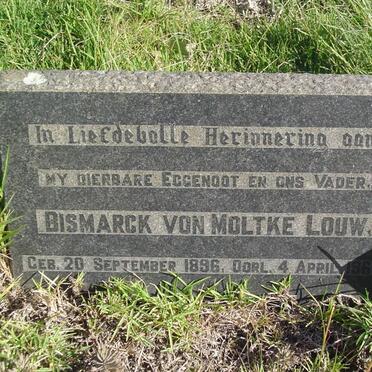 In Liefdevolle Herinnering aan
MY DIERBARE EGGENOOT EN ONS VADER,
BISMARCK VON MOLTKE LOUW.
GEB. 20 SEPTEMBER 1896. OORL. 4 APRIL